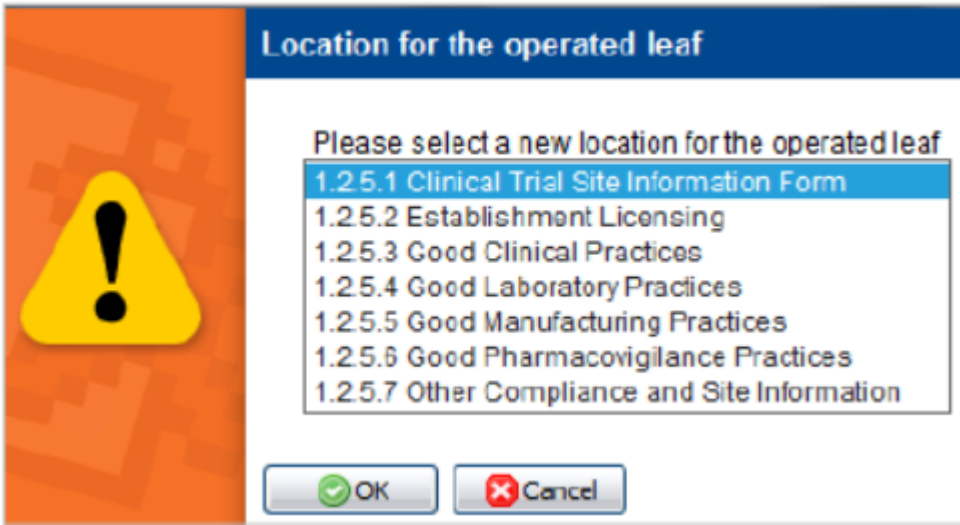 Location for the operated leaf
Please select a new location for the operated leaf
1.2.5.1 Clinical Trial Site Information Form
1.2.5.2 Establishment Licensing
1.2.5.3 Good Clinical Practices
1.2.5.4 Good Laboratory Practices
1.2.5.5 Good Manufacturing Practices
1.2.5.6 Good Pharmacovigilance Practices
1.2.5.7 Other Compliance and Site Information
OK
Cancel